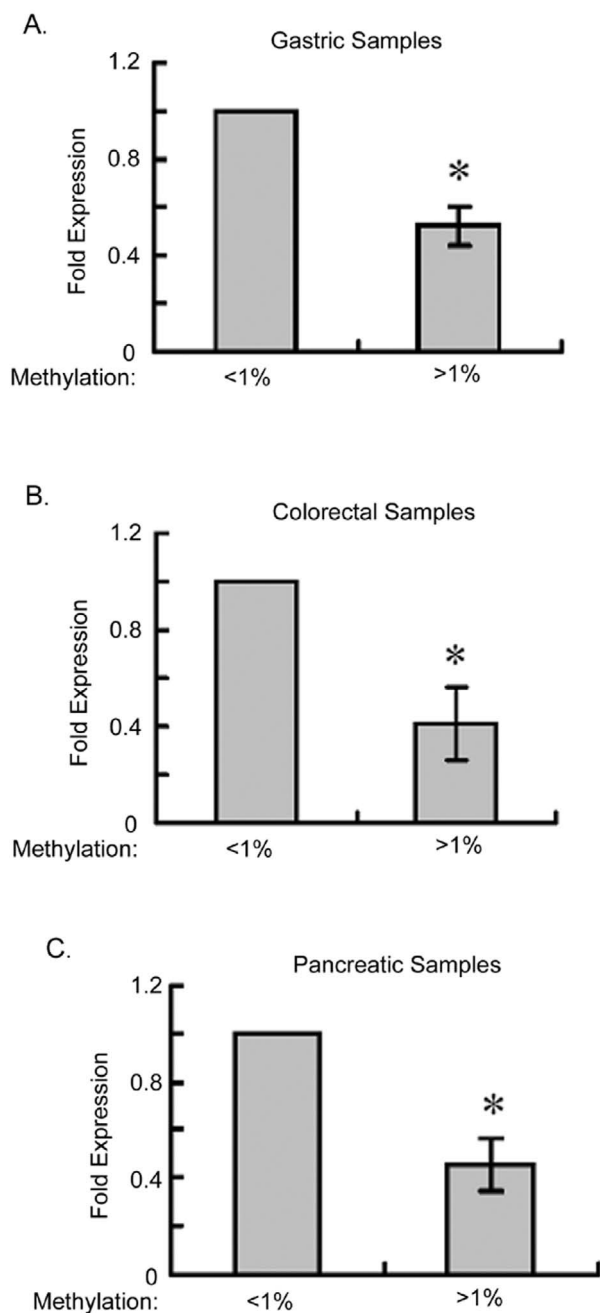 A.
Gastric Samples
Fold Expression
1.2
0.8
0.4
0
*
Methylation: <1% >1%
B.
Colorectal Samples
Fold Expression
1.2
0.8
0.4
0
*
Methylation: <1% >1%
C.
Pancreatic Samples
Fold Expression
1.2
0.8
0.4
0
*
Methylation: <1% >1%